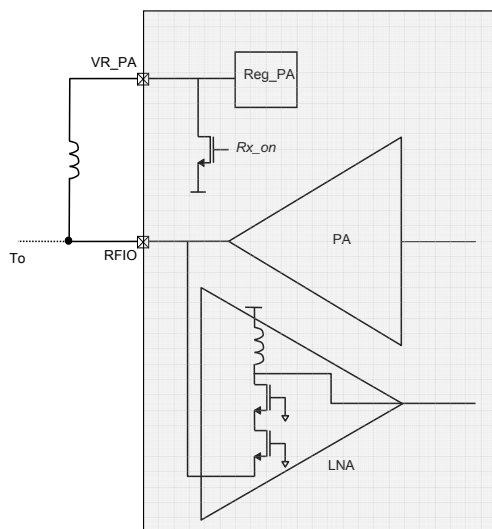 VR_PA
Reg_PA
Rx_on
PA
RFIO
To
LNA